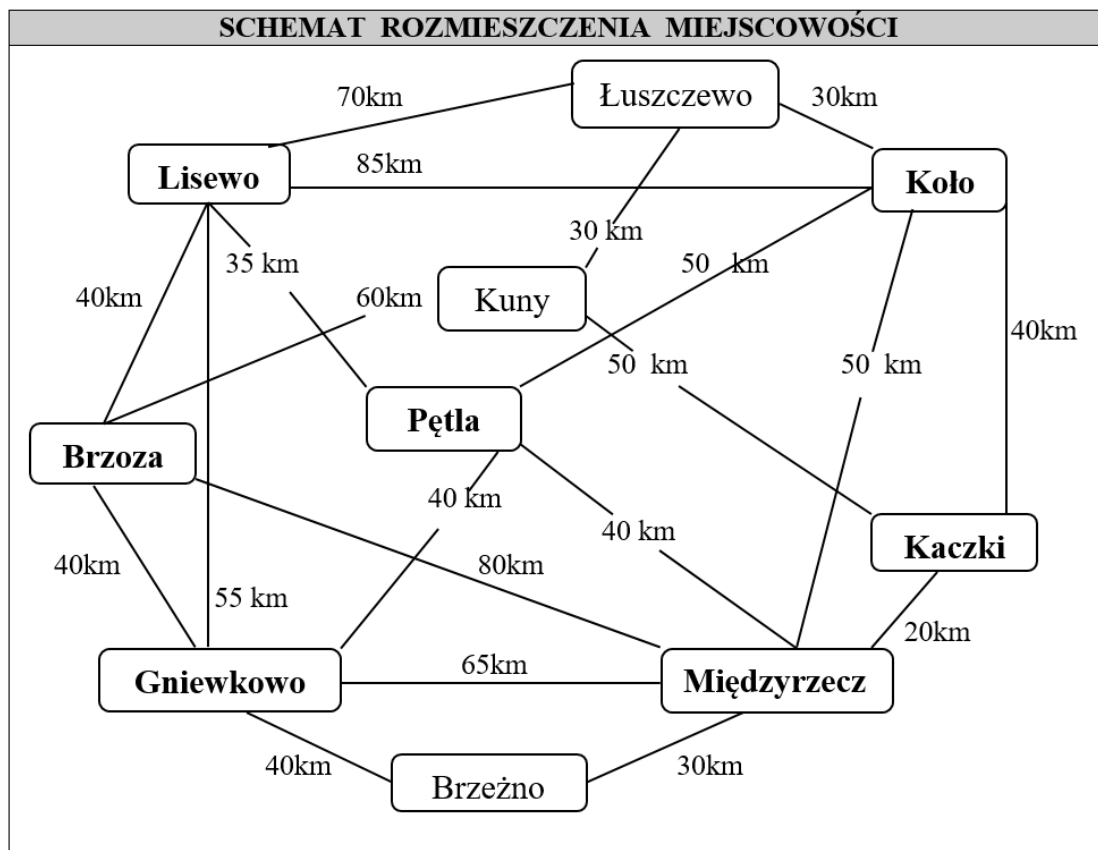 SCHEMAT ROZMIESZCZENIA MIEJSCOWOŚCI
70km
Łuszczewo
30km
Lisewo
85km
Koło
35 km
30 km
50 km
40km
60km
Kuny
40km
50 km
50 km
Pętla
Brzoza
40 km
40 km
Kaczki
40km
80km
55 km
20km
Gniewkowo
65km
Międzyrzecz
40km
Brzeżno
30km